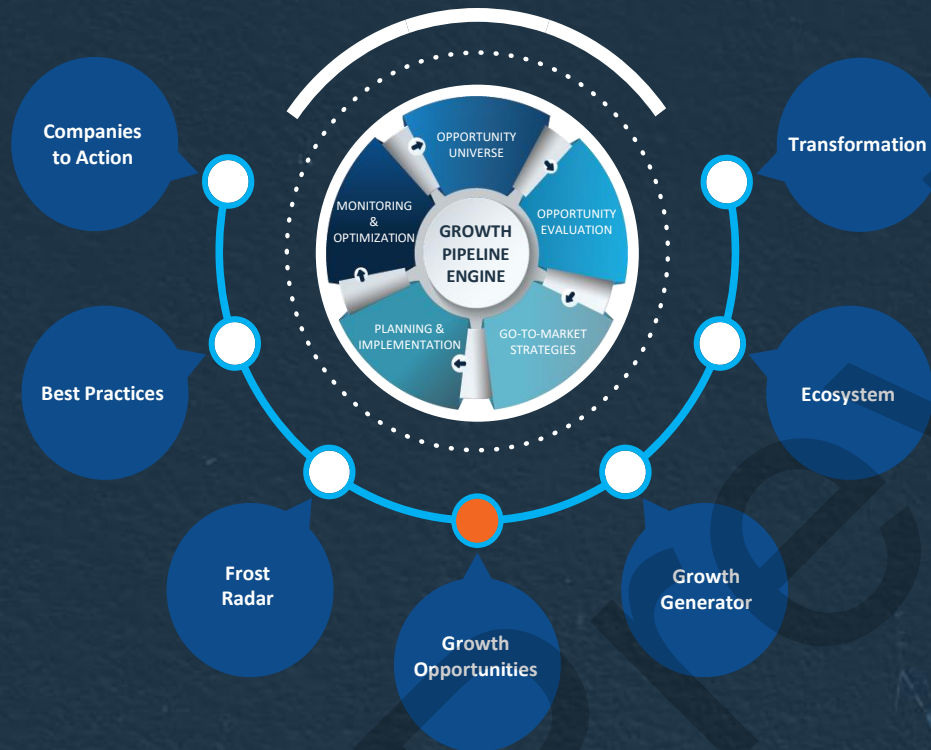 OPPORTUNITY
UNIVERSE
OPPORTUNITY
EVALUATION
GO-TO-MARKET
STRATEGIES
PLANNING &
IMPLEMENTATION
MONITORING
&
OPTIMIZATION
GROWTH
PIPELINE
ENGINE
Companies
to Action
Best Practices
Frost
Radar
Growth
Opportunities
Growth
Generator
Ecosystem
Transformation